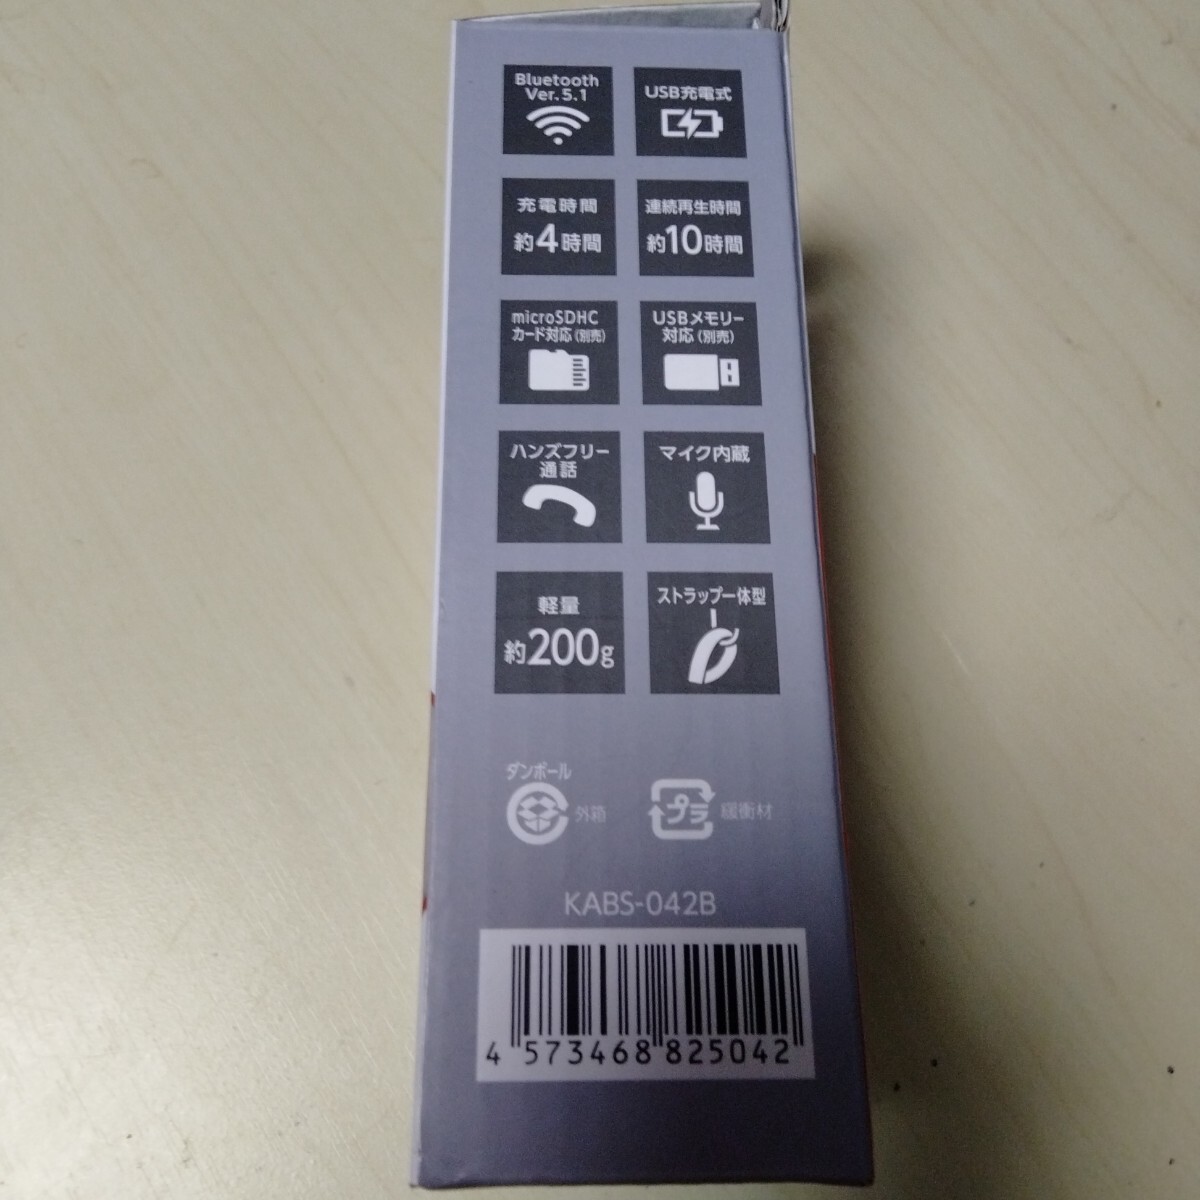 Bluetooth
Ver.5.1
USB充電式
充電時間
約4時間
連続再生時間
約10時間
microSDHC
カード対応(別売)
USBメモリー
対応(別売)
ハンズフリー
通話
マイク内蔵
軽量
約200g
ストラップ一体型
ダンボール
外箱
プラ
緩衝材
KABS-042B
4 573468 825042